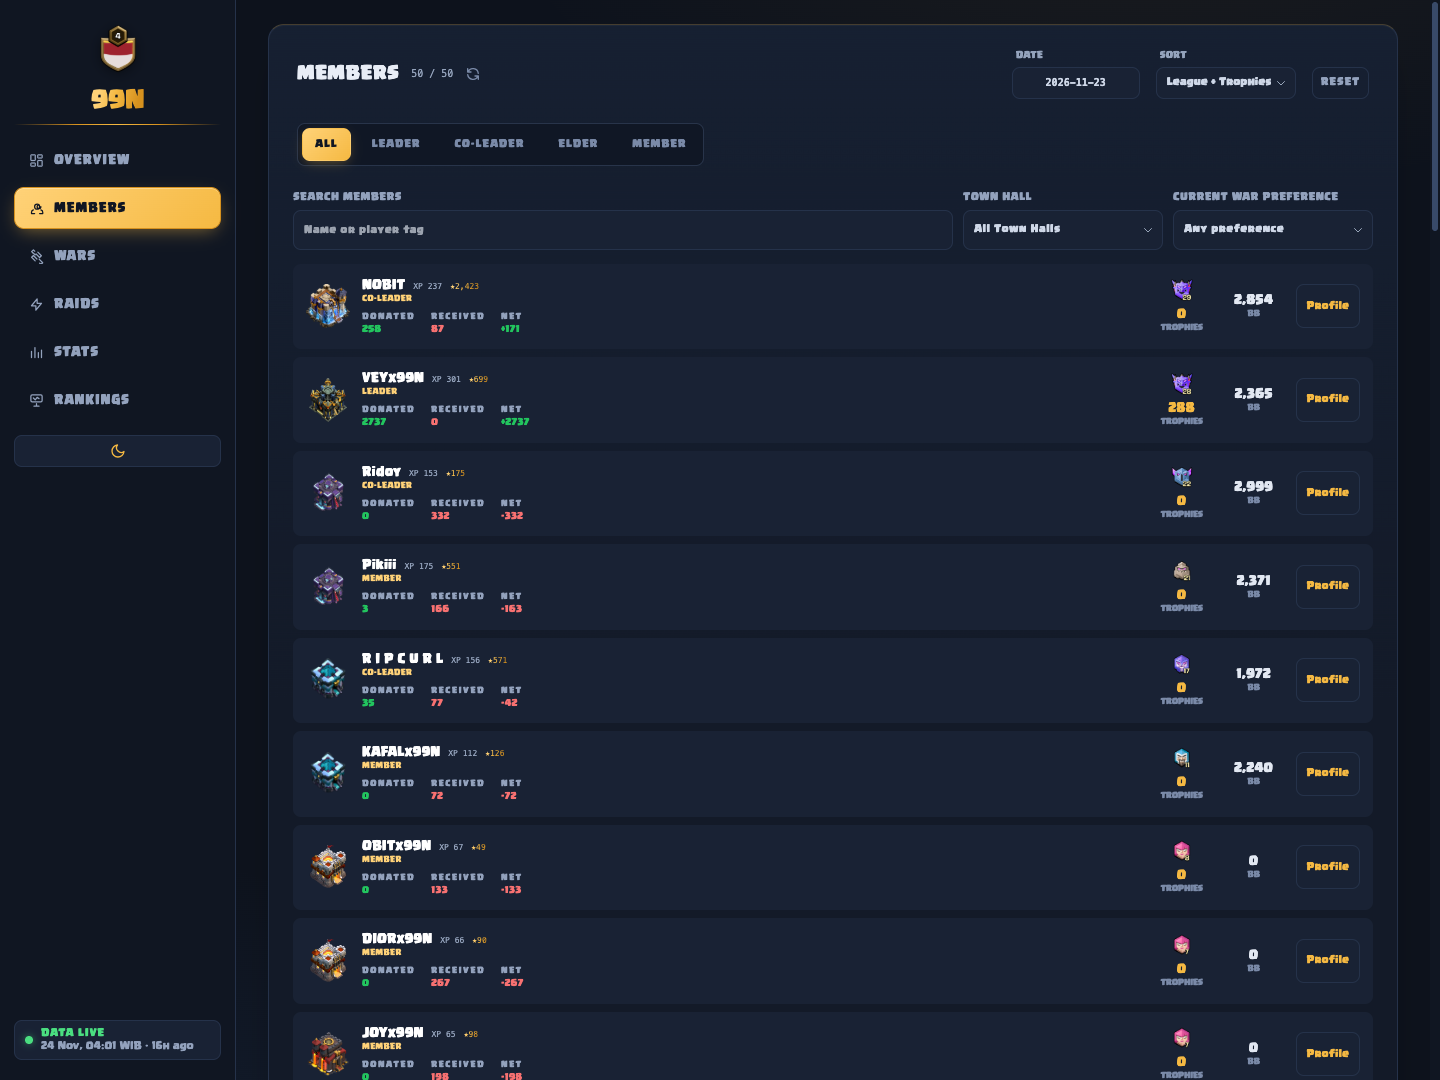 4
99N
OVERVIEW
MEMBERS
WARS
RAIDS
STATS
RANKINGS
DATA LIVE
24 Nov, 04:01 WIB · 16H ago
MEMBERS 50 / 50
DATE
2026-11-23
SORT
League + Trophies
RESET
ALL LEADER CO-LEADER ELDER MEMBER
SEARCH MEMBERS
Name or player tag
TOWN HALL
All Town Halls
CURRENT WAR PREFERENCE
Any preference
NOBIT XP 237 ★2,423
CO-LEADER
DONATED RECEIVED NET
258 87 +171
29
0
TROPHIES
2,854
BB
Profile
VEYx99N XP 301 ★699
LEADER
DONATED RECEIVED NET
2737 0 +2737
28
288
TROPHIES
2,365
BB
Profile
Ridoy XP 153 ★175
CO-LEADER
DONATED RECEIVED NET
0 332 -332
22
0
TROPHIES
2,999
BB
Profile
Pikiii XP 175 ★551
MEMBER
DONATED RECEIVED NET
3 166 -163
21
0
TROPHIES
2,371
BB
Profile
R I P C U R L XP 156 ★571
CO-LEADER
DONATED RECEIVED NET
35 77 -42
17
0
TROPHIES
1,972
BB
Profile
KAFALx99N XP 112 ★126
MEMBER
DONATED RECEIVED NET
0 72 -72
0
TROPHIES
2,240
BB
Profile
OBITx99N XP 67 ★49
MEMBER
DONATED RECEIVED NET
0 133 -133
0
TROPHIES
0
BB
Profile
DIORx99N XP 66 ★90
MEMBER
DONATED RECEIVED NET
0 267 -267
0
TROPHIES
0
BB
Profile
JOYx99N XP 65 ★98
MEMBER
DONATED RECEIVED NET
0 198 -198
0
TROPHIES
0
BB
Profile